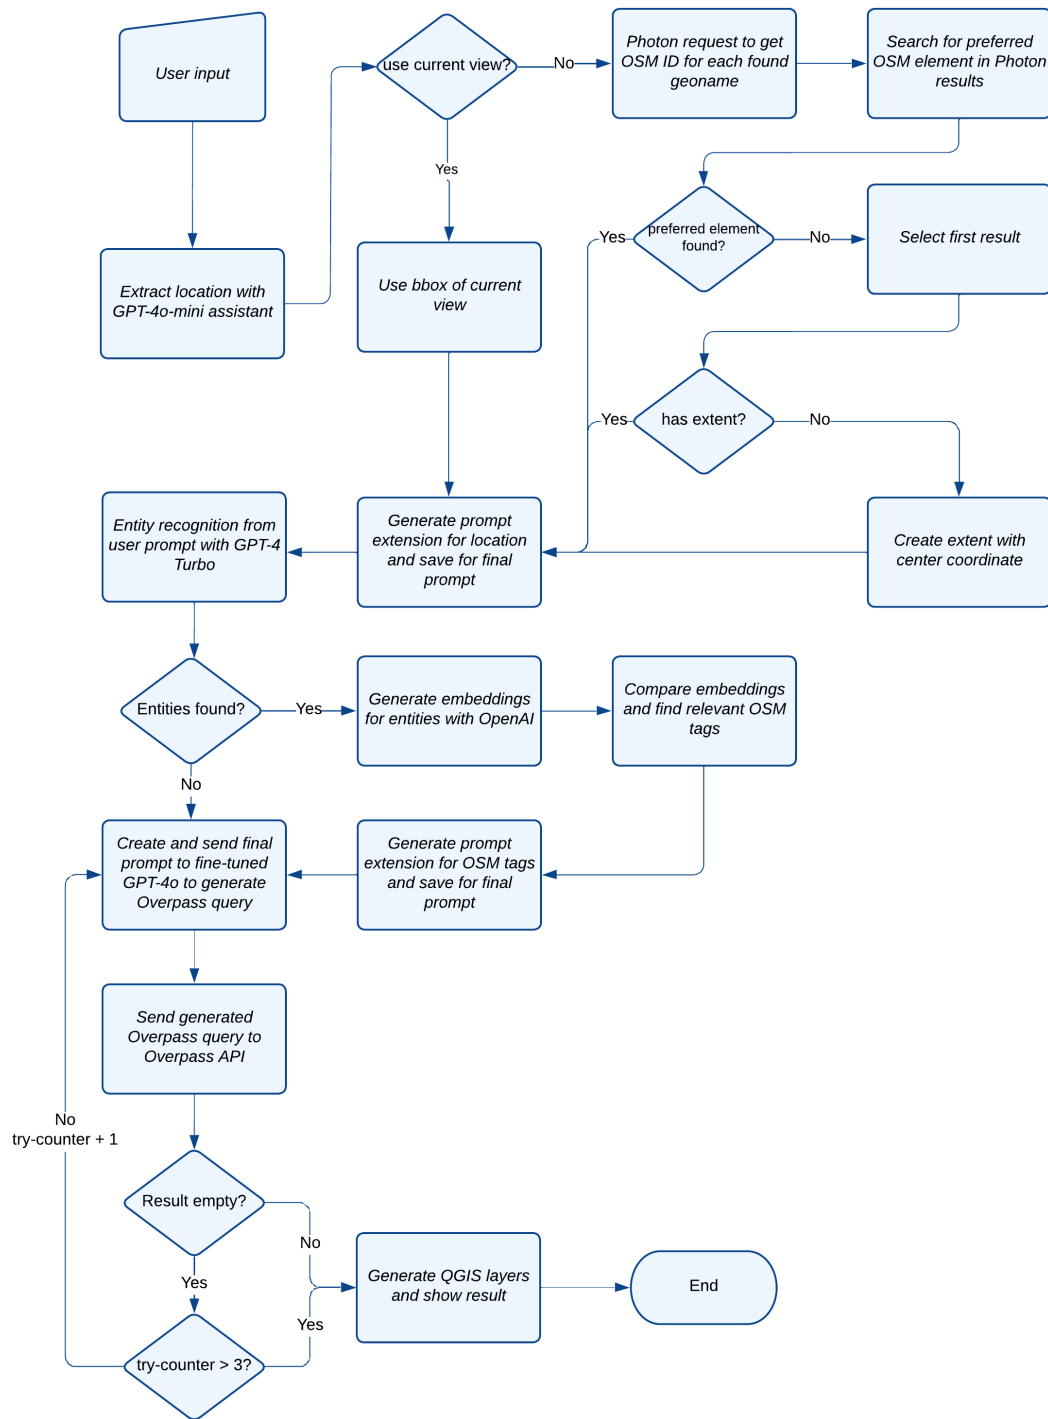 User input
use current view?
No
Photon request to get
OSM ID for each found
geoname
Search for preferred
OSM element in Photon
results
Yes
Extract location with
GPT-4o-mini assistant
Use bbox of current
view
Yes
preferred element
found?
No
Select first result
Yes
has extent?
No
Entity recognition from
user prompt with GPT-4
Turbo
Generate prompt
extension for location
and save for final
prompt
Create extent with
center coordinate
Entities found?
Yes
Generate embeddings
for entities with OpenAI
Compare embeddings
and find relevant OSM
tags
No
Create and send final
prompt to fine-tuned
GPT-4o to generate
Overpass query
Generate prompt
extension for OSM tags
and save for final
prompt
Send generated
Overpass query to
Overpass API
No
try-counter + 1
Result empty?
No
Yes
Generate QGIS layers
and show result
End
Yes
try-counter > 3?